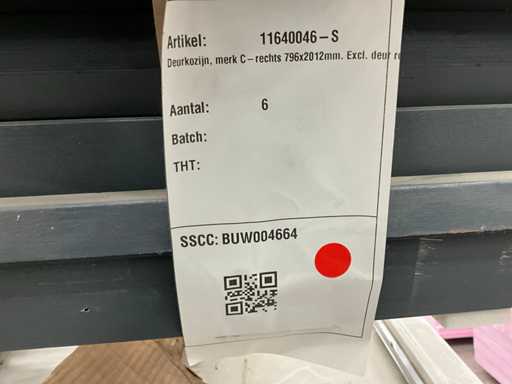 Artikel: 11640046-S
Deurkozijn, merk C-rechts 796x2012mm. Excl. deur
Aantal: 6
Batch:
THT:
SSCC: BUW004664